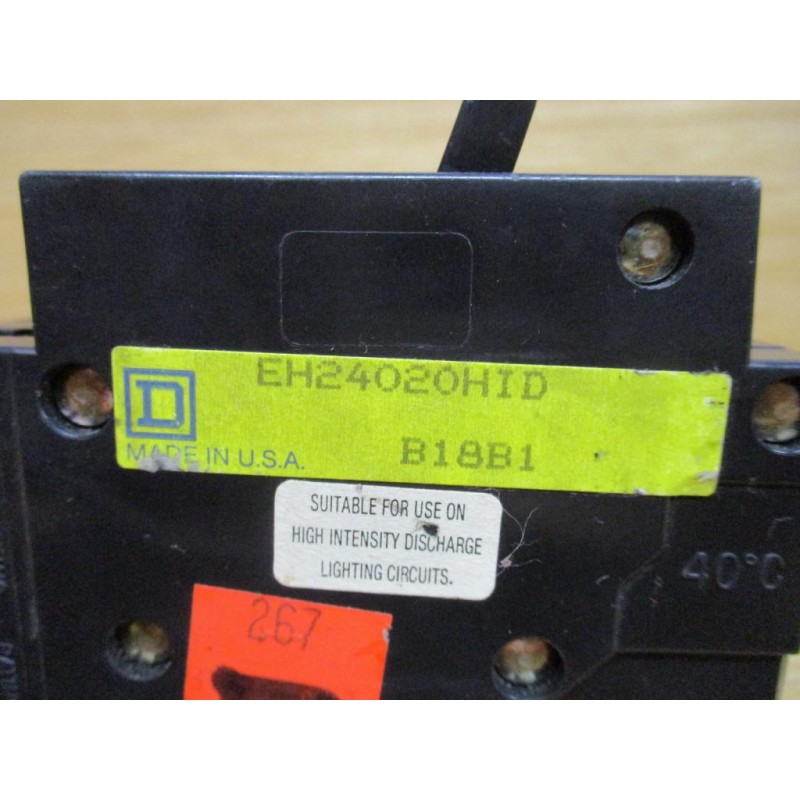 EH24020HID
D
MADE IN U.S.A.
B18B1
SUITABLE FOR USE ON
HIGH INTENSITY DISCHARGE
LIGHTING CIRCUITS.
40°C
267